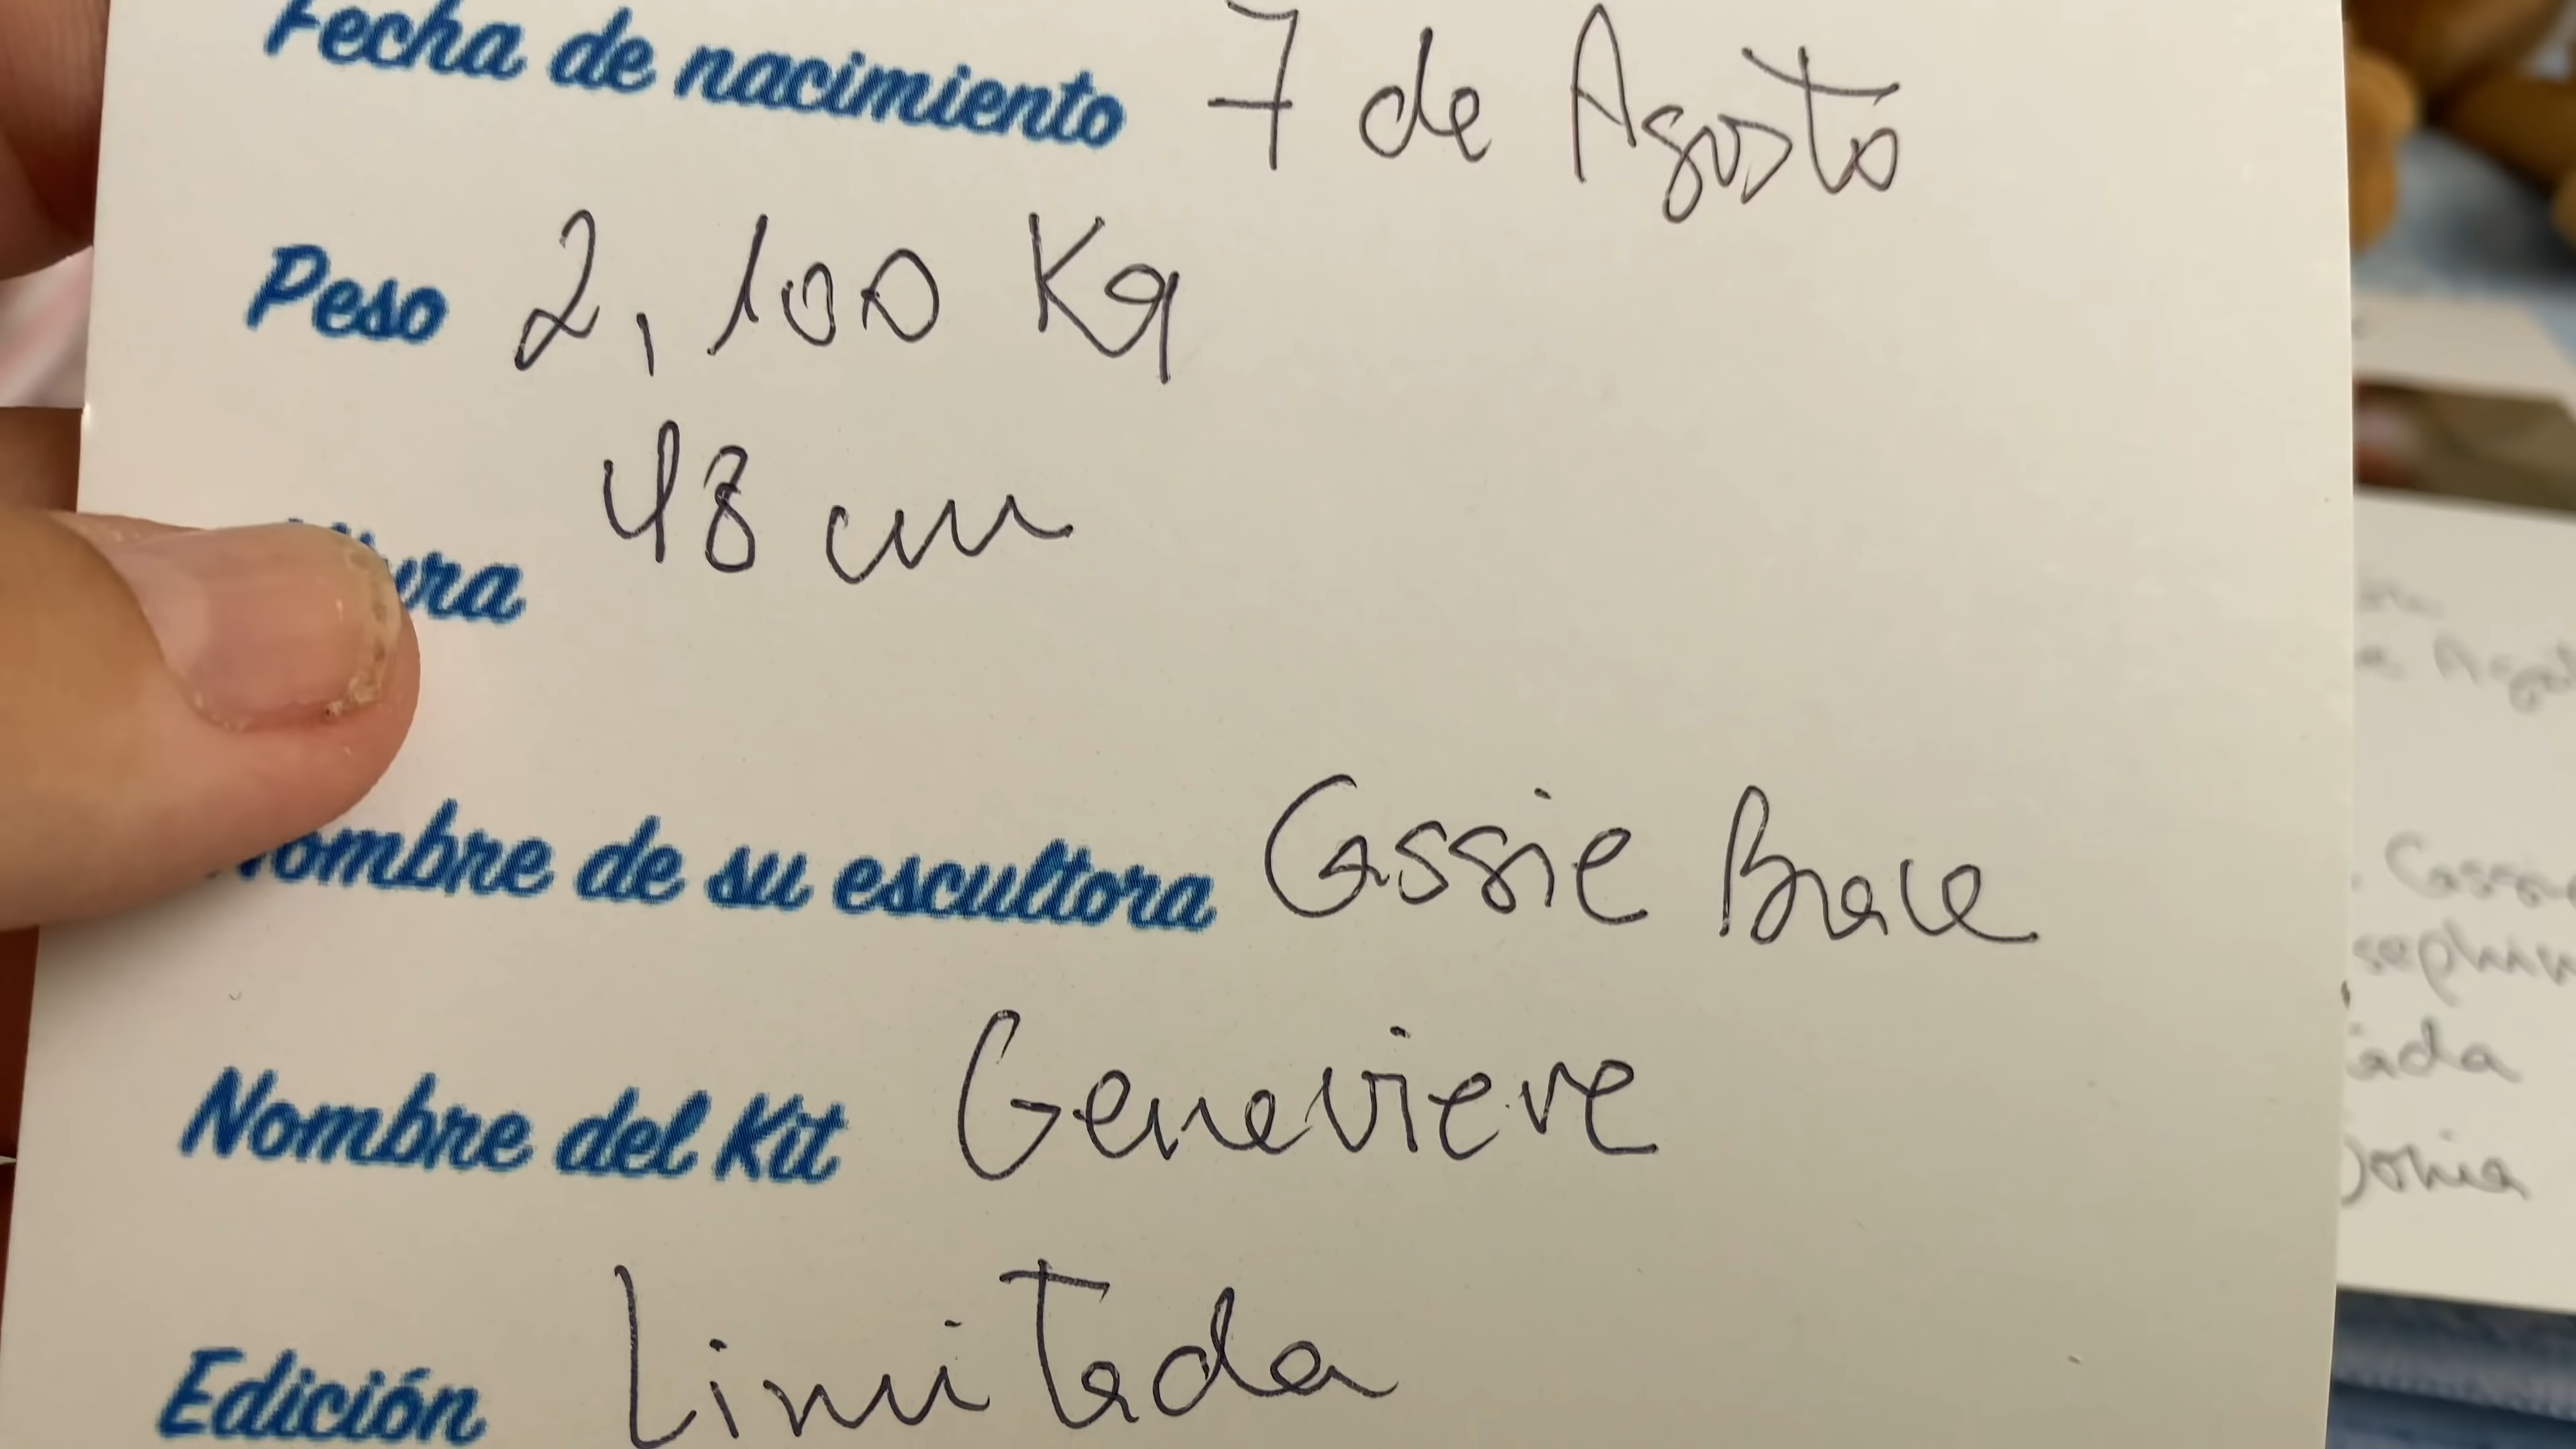 Fecha de nacimiento 7 de Agosto
Peso 2,100 Kg
48 cm
Nombre de su escultora Cassie Brace
Nombre del Kit Genevieve
Edición Limitada